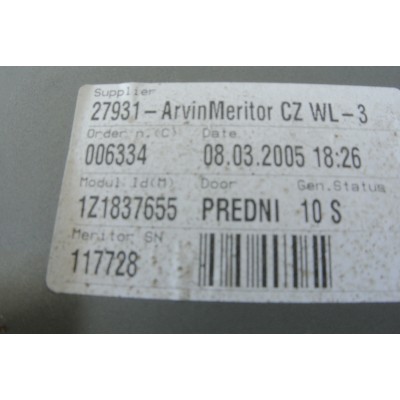 Supplier
27931-ArvinMeritor CZ WL-3
Order n.(C) Date
006334 08.03.2005 18:26
Modul Id(M) Door Gen.Status
1Z1837655 PREDNI 10 S
Meritor SN
117728